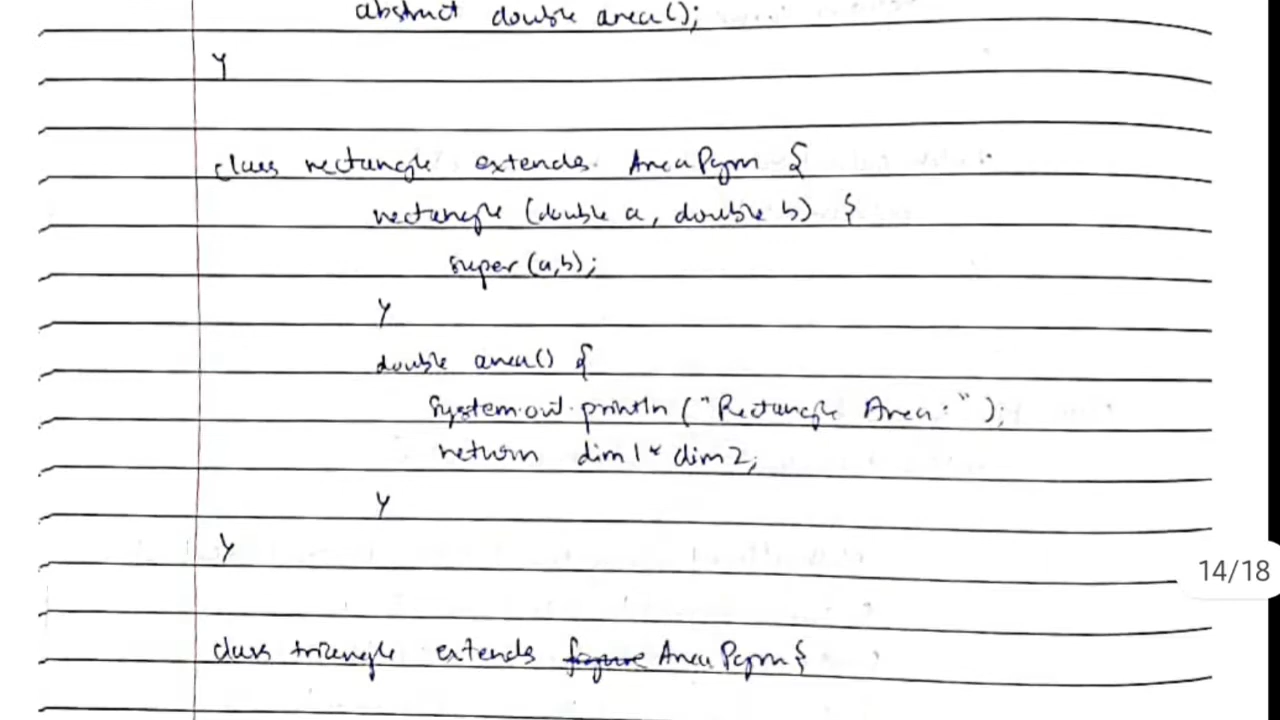 abstract double area();
}
class rectangle extends AreaPgm {
rectangle (double a, double b) {
super (a,b);
}
double area() {
System.out.println ("Rectangle Area:");
return dim1 * dim2;
}
}
14/18
class triangle extends figure AreaPgm {